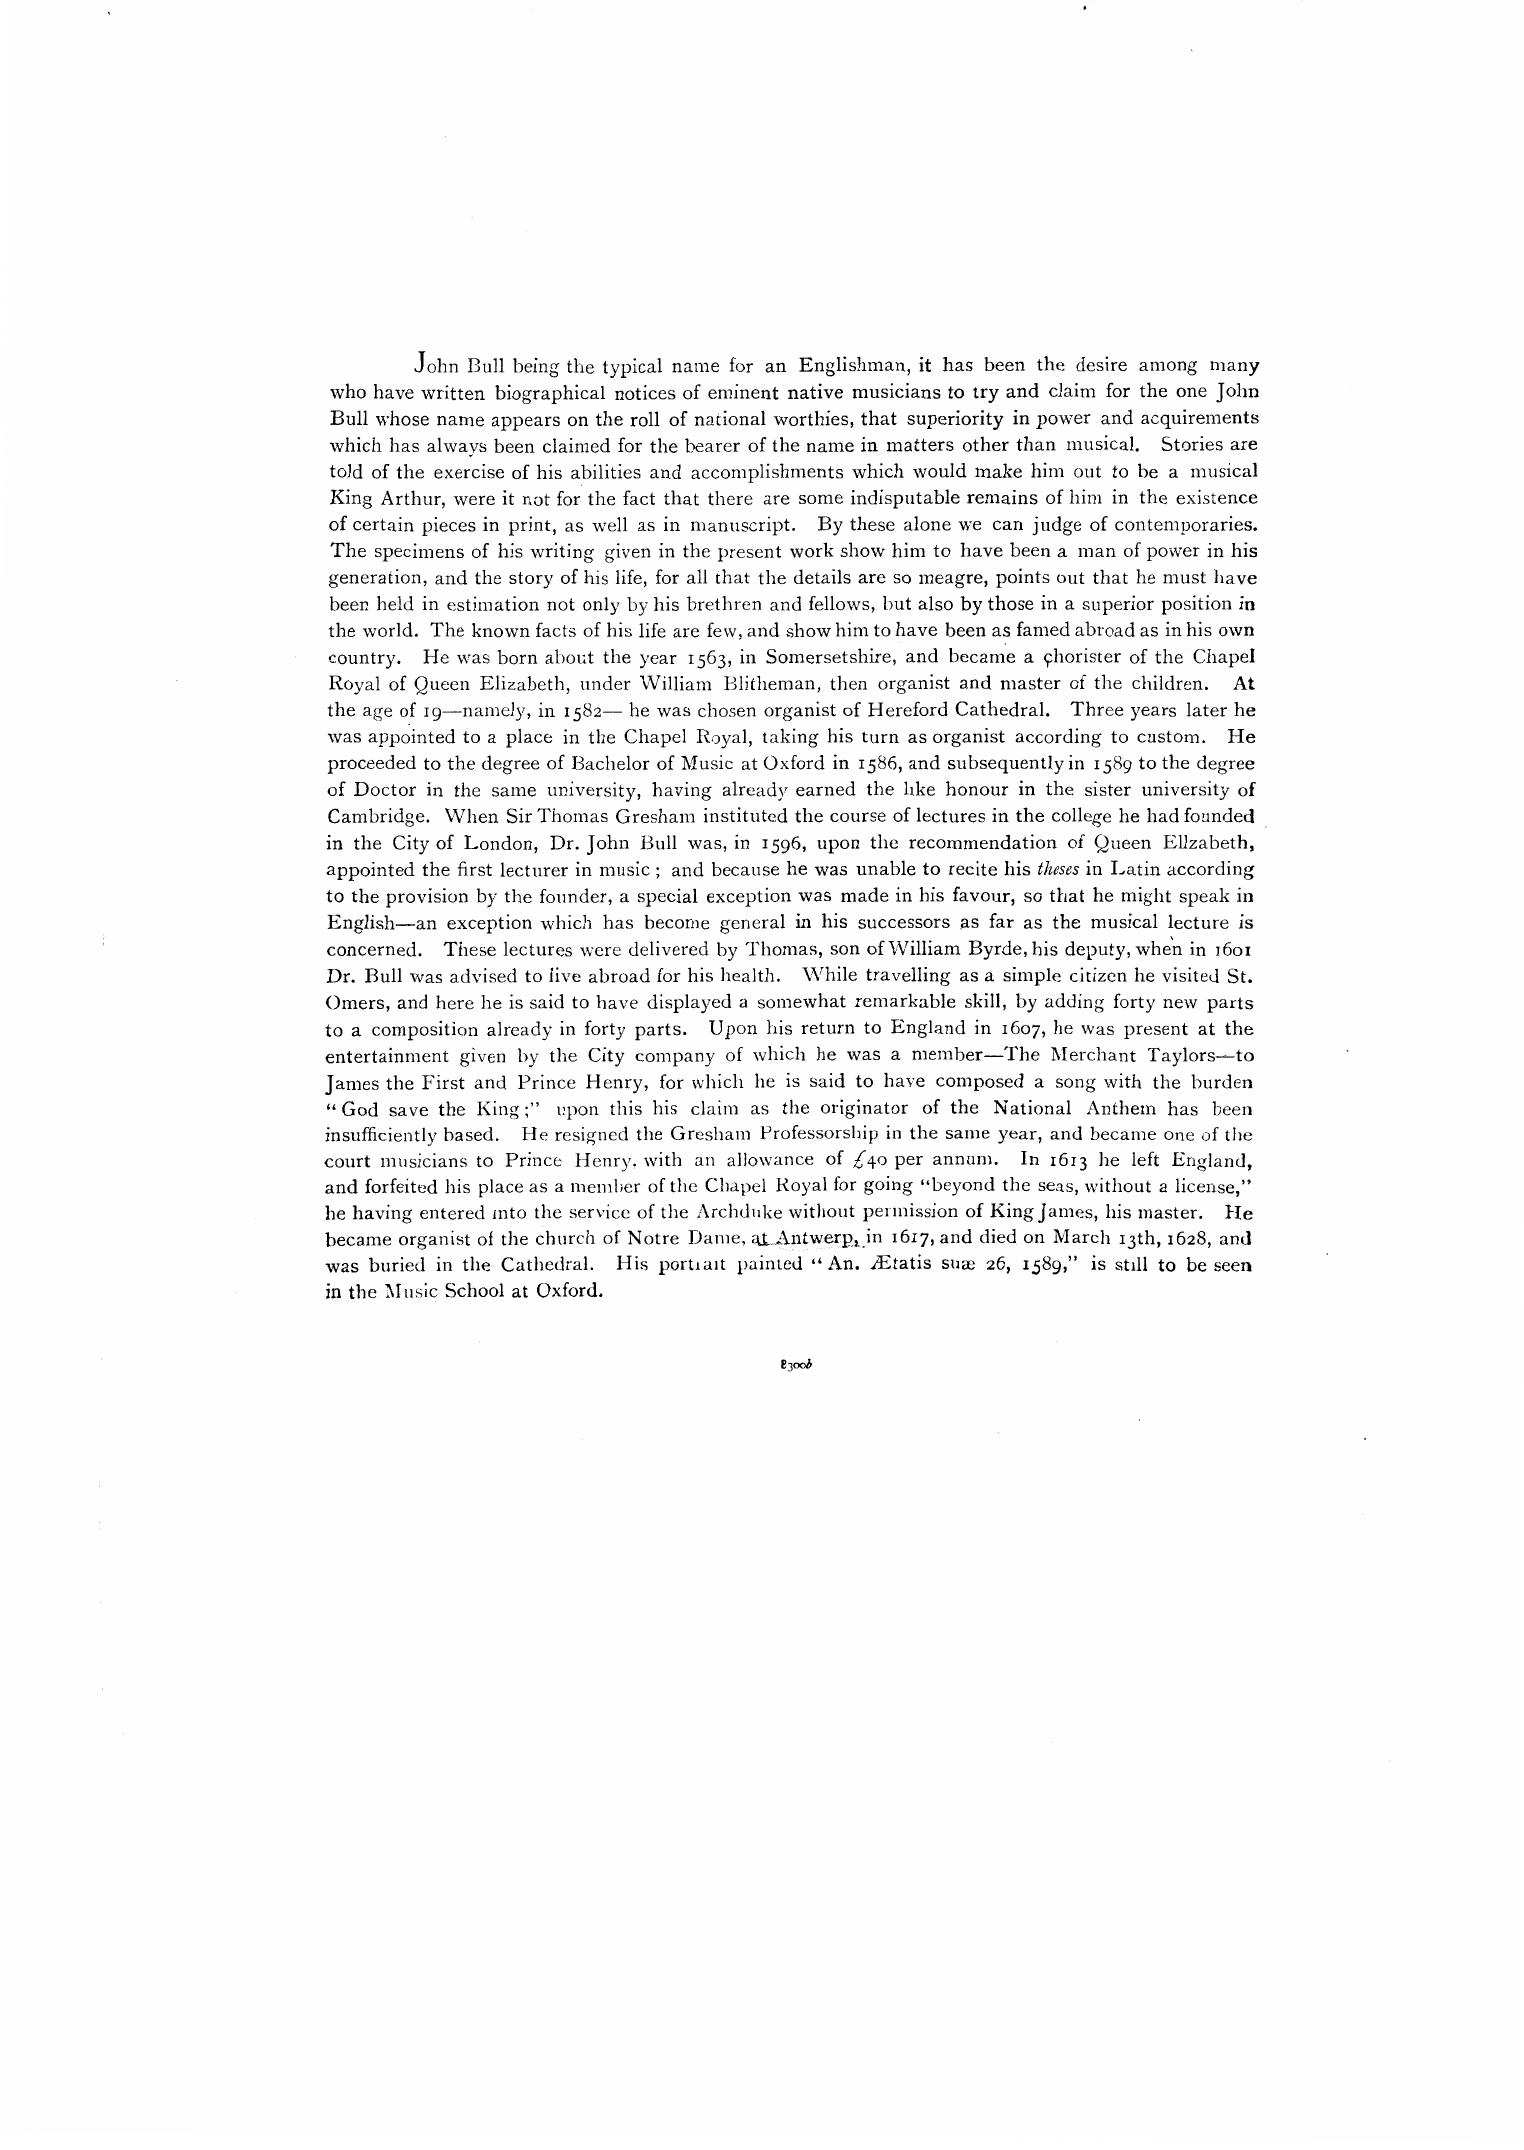 John Bull being the typical name for an Englishman, it has been the desire among many
who have written biographical notices of eminent native musicians to try and claim for the one John
Bull whose name appears on the roll of national worthies, that superiority in power and acquirements
which has always been claimed for the bearer of the name in matters other than musical. Stories are
told of the exercise of his abilities and accomplishments which would make him out to be a musical
King Arthur, were it not for the fact that there are some indisputable remains of him in the existence
of certain pieces in print, as well as in manuscript. By these alone we can judge of contemporaries.
The specimens of his writing given in the present work show him to have been a man of power in his
generation, and the story of his life, for all that the details are so meagre, points out that he must have
been held in estimation not only by his brethren and fellows, but also by those in a superior position in
the world. The known facts of his life are few, and show him to have been as famed abroad as in his own
country. He was born about the year 1563, in Somersetshire, and became a chorister of the Chapel
Royal of Queen Elizabeth, under William Blitheman, then organist and master of the children. At
the age of 19—namely, in 1582— he was chosen organist of Hereford Cathedral. Three years later he
was appointed to a place in the Chapel Royal, taking his turn as organist according to custom. He
proceeded to the degree of Bachelor of Music at Oxford in 1586, and subsequently in 1589 to the degree
of Doctor in the same university, having already earned the like honour in the sister university of
Cambridge. When Sir Thomas Gresham instituted the course of lectures in the college he had founded
in the City of London, Dr. John Bull was, in 1596, upon the recommendation of Queen Ellzabeth,
appointed the first lecturer in music ; and because he was unable to recite his theses in Latin according
to the provision by the founder, a special exception was made in his favour, so that he might speak in
English—an exception which has become general in his successors as far as the musical lecture is
concerned. These lectures were delivered by Thomas, son of William Byrde, his deputy, when in 1601
Dr. Bull was advised to live abroad for his health. While travelling as a simple citizen he visited St.
Omers, and here he is said to have displayed a somewhat remarkable skill, by adding forty new parts
to a composition already in forty parts. Upon his return to England in 1607, he was present at the
entertainment given by the City company of which he was a member—The Merchant Taylors—to
James the First and Prince Henry, for which he is said to have composed a song with the burden
“ God save the King ;” upon this his claim as the originator of the National Anthem has been
insufficiently based. He resigned the Gresham Professorship in the same year, and became one of the
court musicians to Prince Henry, with an allowance of £40 per annum. In 1613 he left England,
and forfeited his place as a member of the Chapel Royal for going “beyond the seas, without a license,”
he having entered into the service of the Archduke without permission of King James, his master. He
became organist of the church of Notre Dame, at Antwerp, in 1617, and died on March 13th, 1628, and
was buried in the Cathedral. His portrait painted “ An. Ætatis suæ 26, 1589,” is still to be seen
in the Music School at Oxford.
8300b